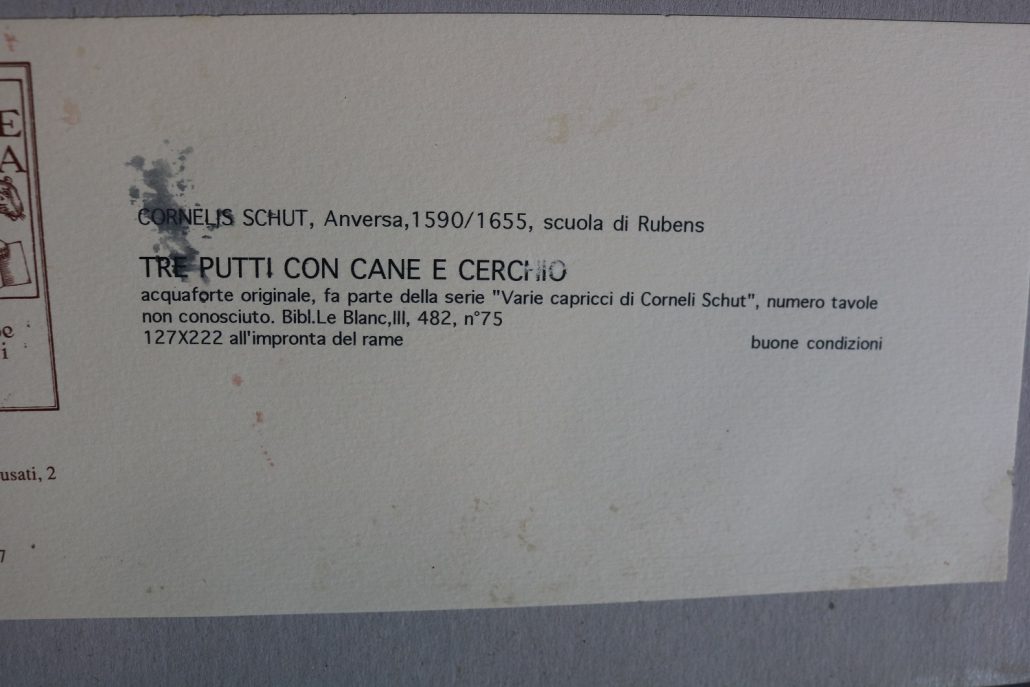 E
A
CORNELIS SCHUT, Anversa,1590/1655, scuola di Rubens
TRE PUTTI CON CANE E CERCHIO
acquaforte originale, fa parte della serie "Varie capricci di Corneli Schut", numero tavole
non conosciuto. Bibl.Le Blanc,III, 482, n°75
127X222 all'impronta del rame
buone condizioni
usati, 2
7